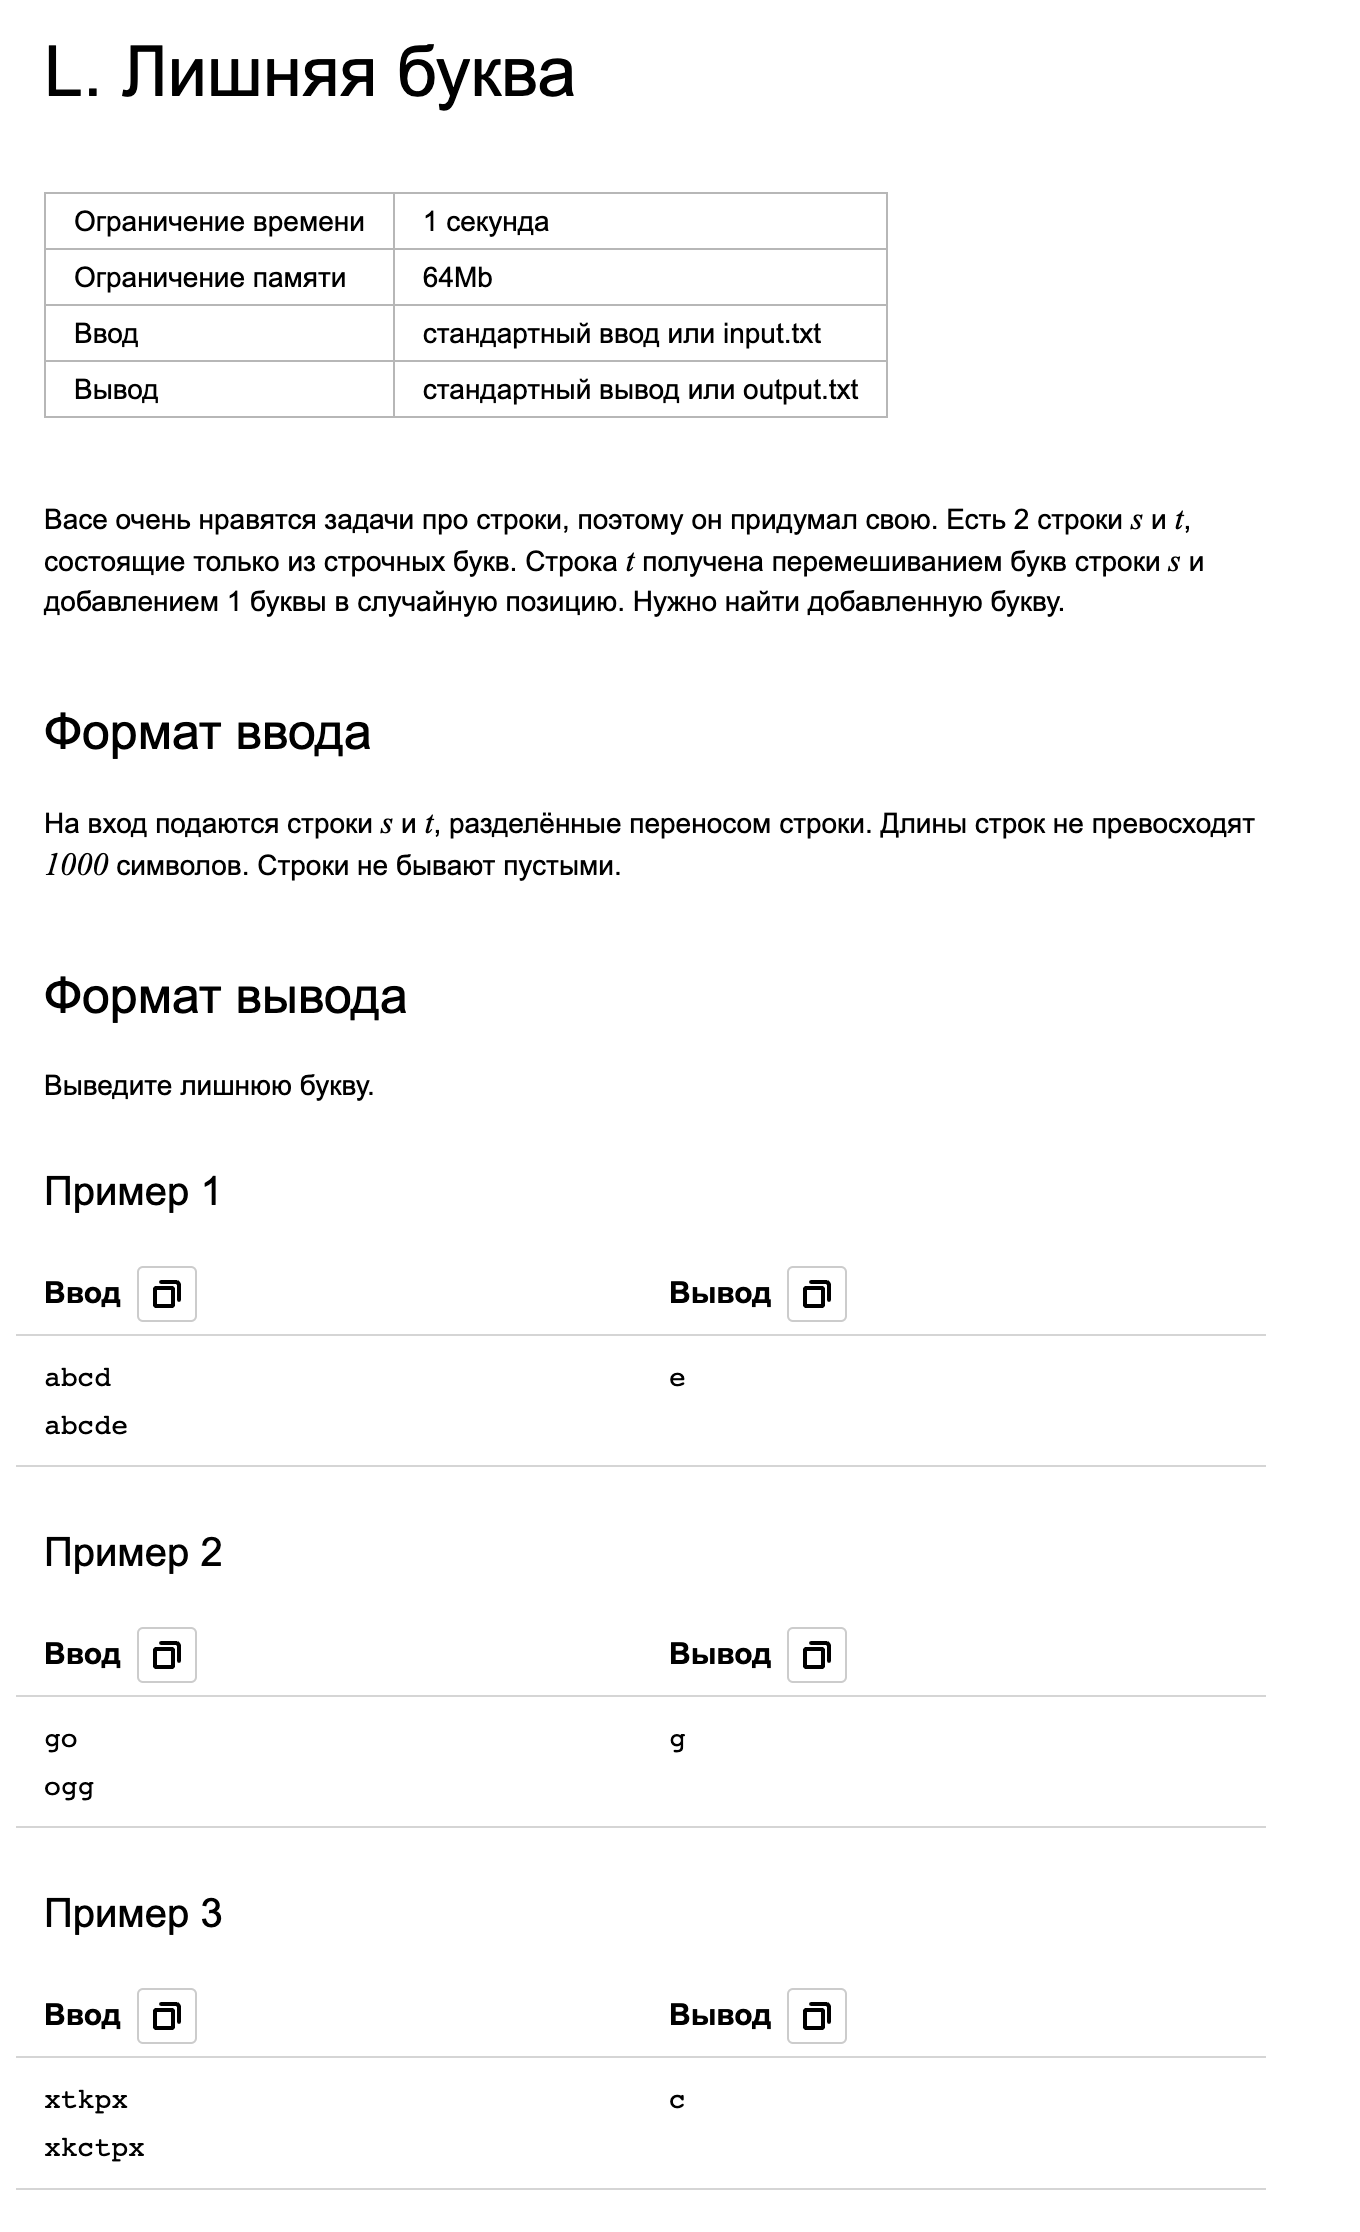 L. Лишняя буква
Ограничение времени 1 секунда
Ограничение памяти 64Mb
Ввод стандартный ввод или input.txt
Вывод стандартный вывод или output.txt
Васе очень нравятся задачи про строки, поэтому он придумал свою. Есть 2 строки s и t,
состоящие только из строчных букв. Строка t получена перемешиванием букв строки s и
добавлением 1 буквы в случайную позицию. Нужно найти добавленную букву.
Формат ввода
На вход подаются строки s и t, разделённые переносом строки. Длины строк не превосходят
1000 символов. Строки не бывают пустыми.
Формат вывода
Выведите лишнюю букву.
Пример 1
Ввод Вывод
abcd e
abcde
Пример 2
Ввод Вывод
go g
ogg
Пример 3
Ввод Вывод
xtkpx c
xkctpx